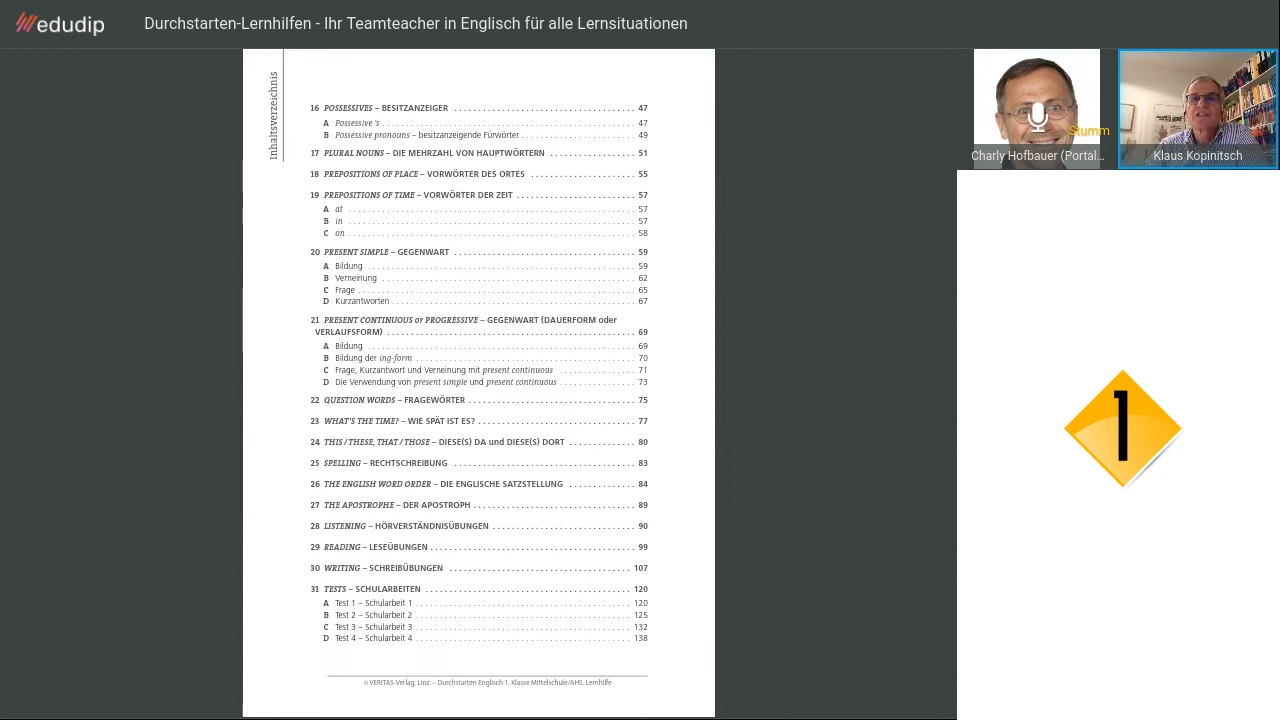 edudip
Durchstarten-Lernhilfen - Ihr Teamteacher in Englisch für alle Lernsituationen
Inhaltsverzeichnis
16 POSSESSIVES – BESITZANZEIGER 47
A Possessive 's 47
B Possessive pronouns – besitzanzeigende Fürwörter 49
17 PLURAL NOUNS – DIE MEHRZAHL VON HAUPTWÖRTERN 51
18 PREPOSITIONS OF PLACE – VORWÖRTER DES ORTES 55
19 PREPOSITIONS OF TIME – VORWÖRTER DER ZEIT 57
A at 57
B in 57
C on 58
20 PRESENT SIMPLE – GEGENWART 59
A Bildung 59
B Verneinung 62
C Frage 65
D Kurzantworten 67
21 PRESENT CONTINUOUS or PROGRESSIVE – GEGENWART (DAUERFORM oder
VERLAUFSFORM) 69
A Bildung 69
B Bildung der ing-form 70
C Frage, Kurzantwort und Verneinung mit present continuous 71
D Die Verwendung von present simple und present continuous 73
22 QUESTION WORDS – FRAGEWÖRTER 75
23 WHAT'S THE TIME? – WIE SPÄT IST ES? 77
24 THIS / THESE, THAT / THOSE – DIESE(S) DA und DIESE(S) DORT 80
25 SPELLING – RECHTSCHREIBUNG 83
26 THE ENGLISH WORD ORDER – DIE ENGLISCHE SATZSTELLUNG 84
27 THE APOSTROPHE – DER APOSTROPH 89
28 LISTENING – HÖRVERSTÄNDNISÜBUNGEN 90
29 READING – LESEÜBUNGEN 99
30 WRITING – SCHREIBÜBUNGEN 107
31 TESTS – SCHULARBEITEN 120
A Test 1 – Schularbeit 1 120
B Test 2 – Schularbeit 2 125
C Test 3 – Schularbeit 3 132
D Test 4 – Schularbeit 4 138
© VERITAS-Verlag, Linz. – Durchstarten Englisch 1. Klasse Mittelschule/AHS. Lernhilfe
Stumm
Charly Hofbauer (Portal...
Klaus Kopinitsch
1